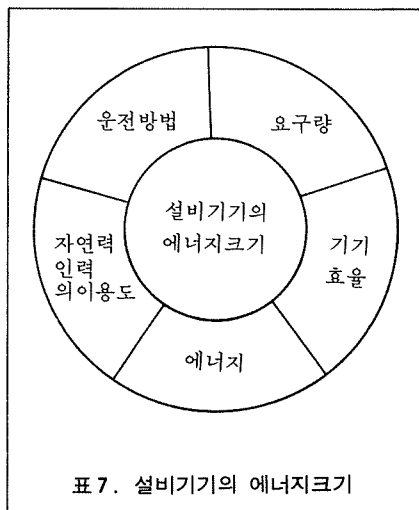 운전방법
요구량
설비기기의
에너지크기
자연력
인력
의이용도
기기
효율
에너지
표 7. 설비기기의 에너지크기